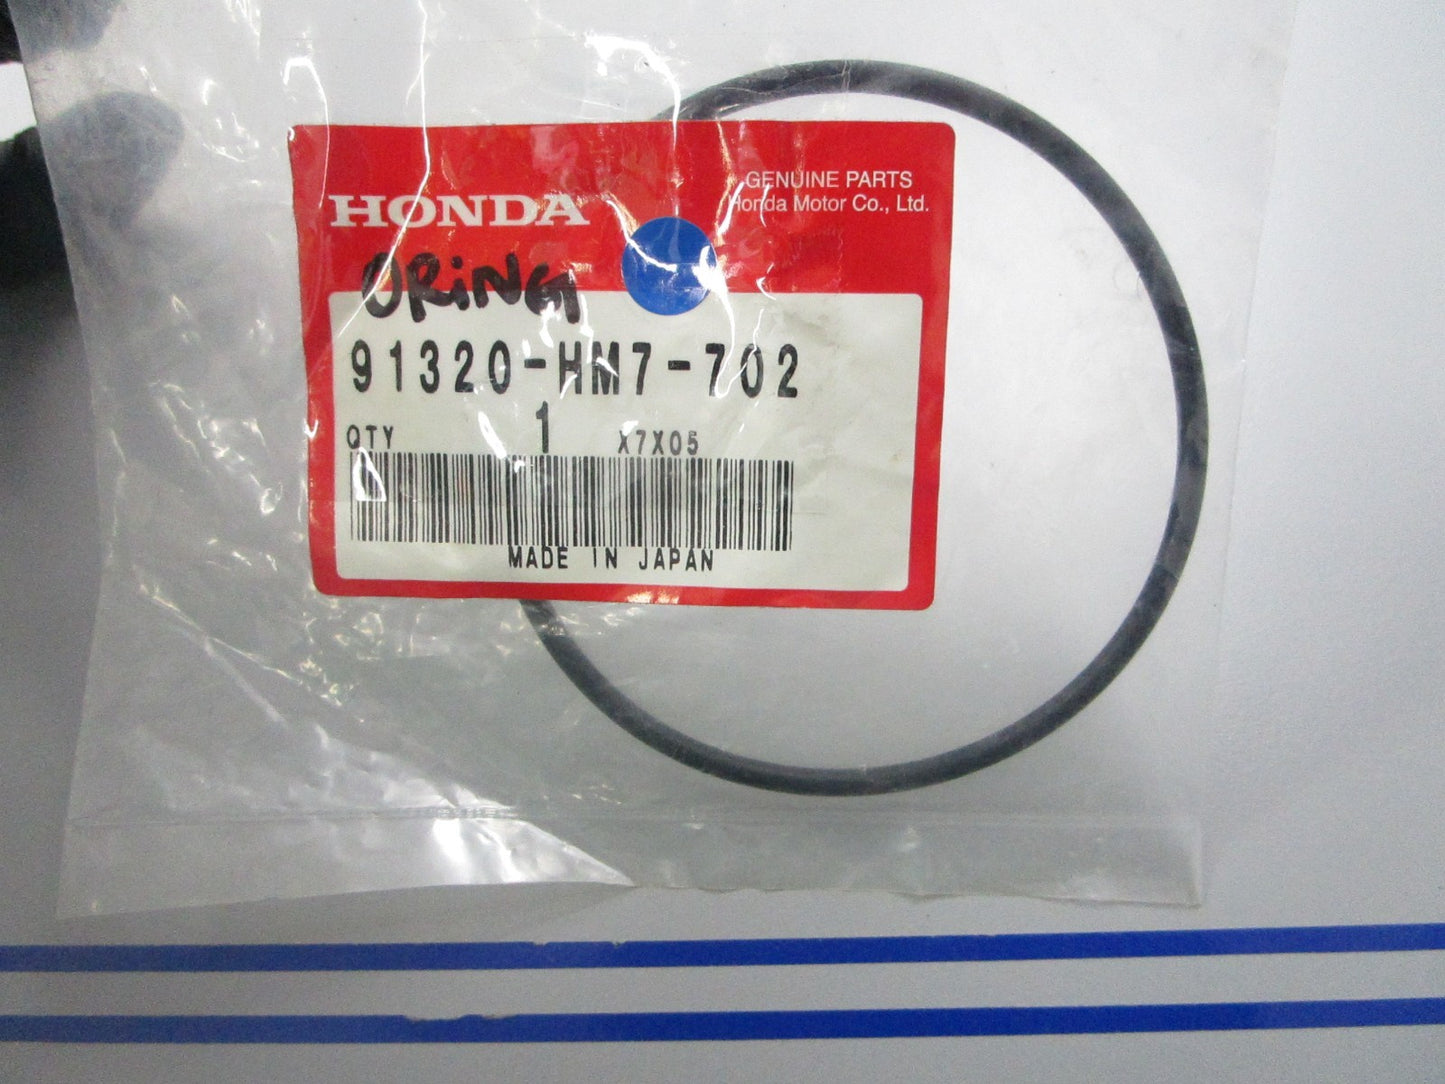 HONDA
GENUINE PARTS
Honda Motor Co., Ltd.
ORiNG
91320-HM7-702
QTY 1 X7X05
MADE IN JAPAN